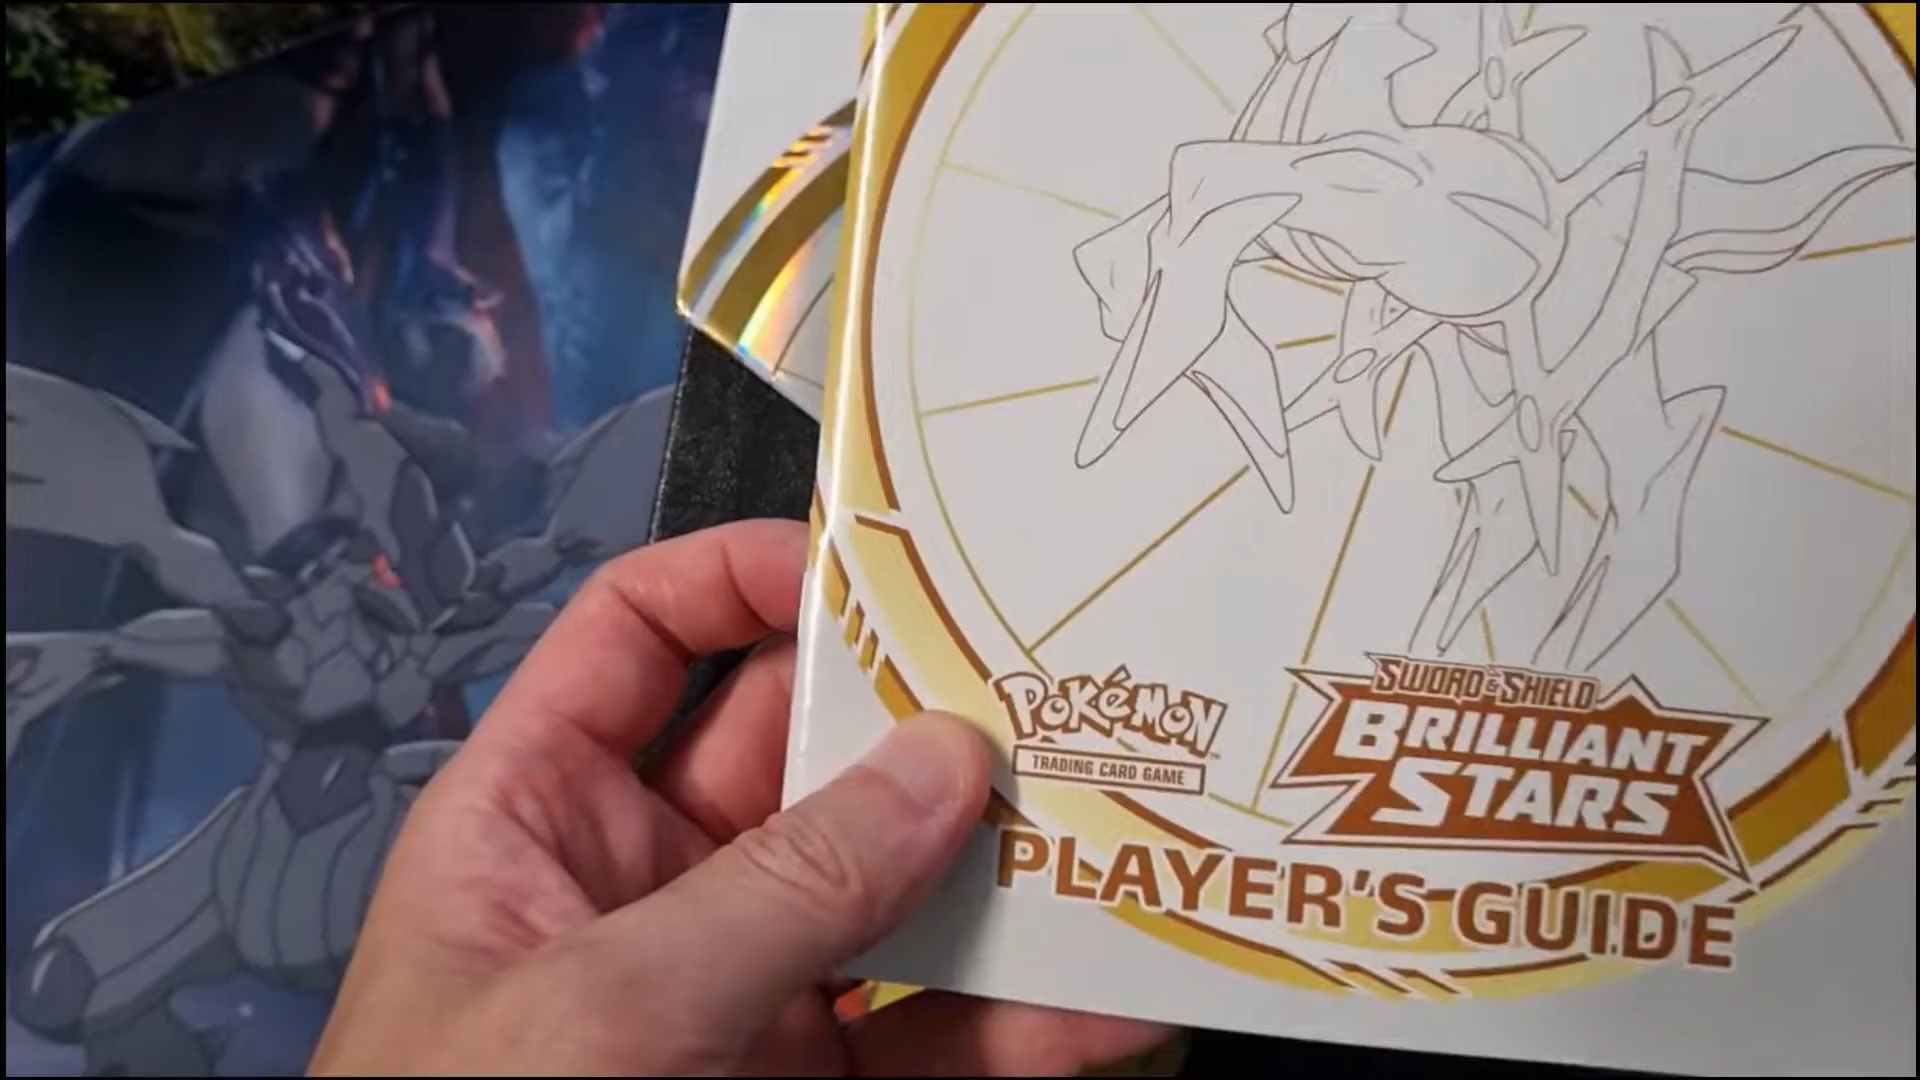 POKÉMON
TRADING CARD GAME
SWORD & SHIELD
BRILLIANT
STARS
PLAYER'S GUIDE